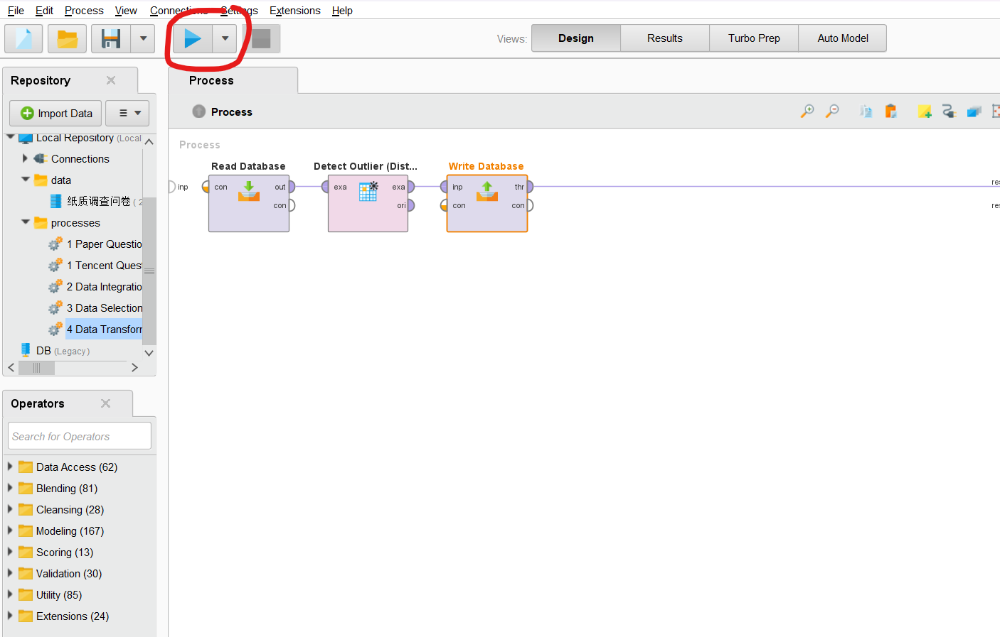 File Edit Process View Connections Settings Extensions Help
Views: Design Results Turbo Prep Auto Model
Repository
Process
Import Data
Process
Local Repository (Local
Process
Connections
Read Database
Detect Outlier (Dist...
Write Database
data
inp con out exa exa inp thr res
纸质调查问卷 ( 2
con ori con con res
processes
1 Paper Questio
1 Tencent Ques
2 Data Integratio
3 Data Selection
4 Data Transforr
DB (Legacy)
Operators
Search for Operators
Data Access (62)
Blending (81)
Cleansing (28)
Modeling (167)
Scoring (13)
Validation (30)
Utility (85)
Extensions (24)